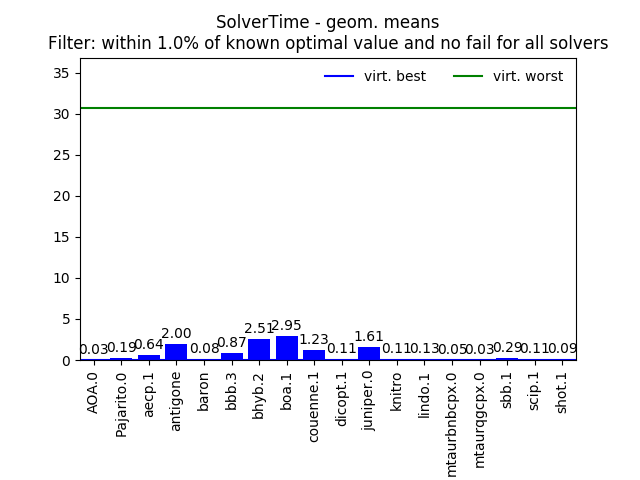 SolverTime - geom. means
Filter: within 1.0% of known optimal value and no fail for all solvers
virt. best
virt. worst
35
30
25
20
15
10
5
0
0.03
0.19
0.64
2.00
0.08
0.87
2.51
2.95
1.23
0.11
1.61
0.11
0.13
0.05
0.03
0.29
0.11
0.09
AOA.0
Pajarito.0
aecp.1
antigone
baron
bbb.3
bhyb.2
boa.1
couenne.1
dicopt.1
juniper.0
knitro
lindo.1
mtaurbnbcpx.0
mtaurqgcpx.0
sbb.1
scip.1
shot.1